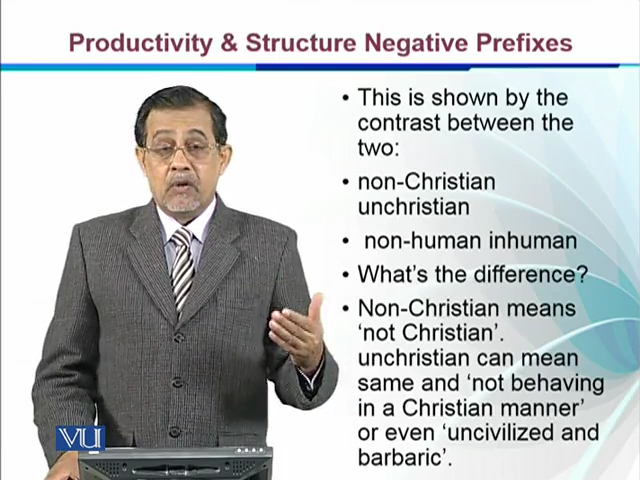 Productivity & Structure Negative Prefixes
• This is shown by the
contrast between the
two:
• non-Christian
unchristian
• non-human inhuman
• What's the difference?
• Non-Christian means
'not Christian'.
unchristian can mean
same and 'not behaving
in a Christian manner'
or even 'uncivilized and
barbaric'.
VU